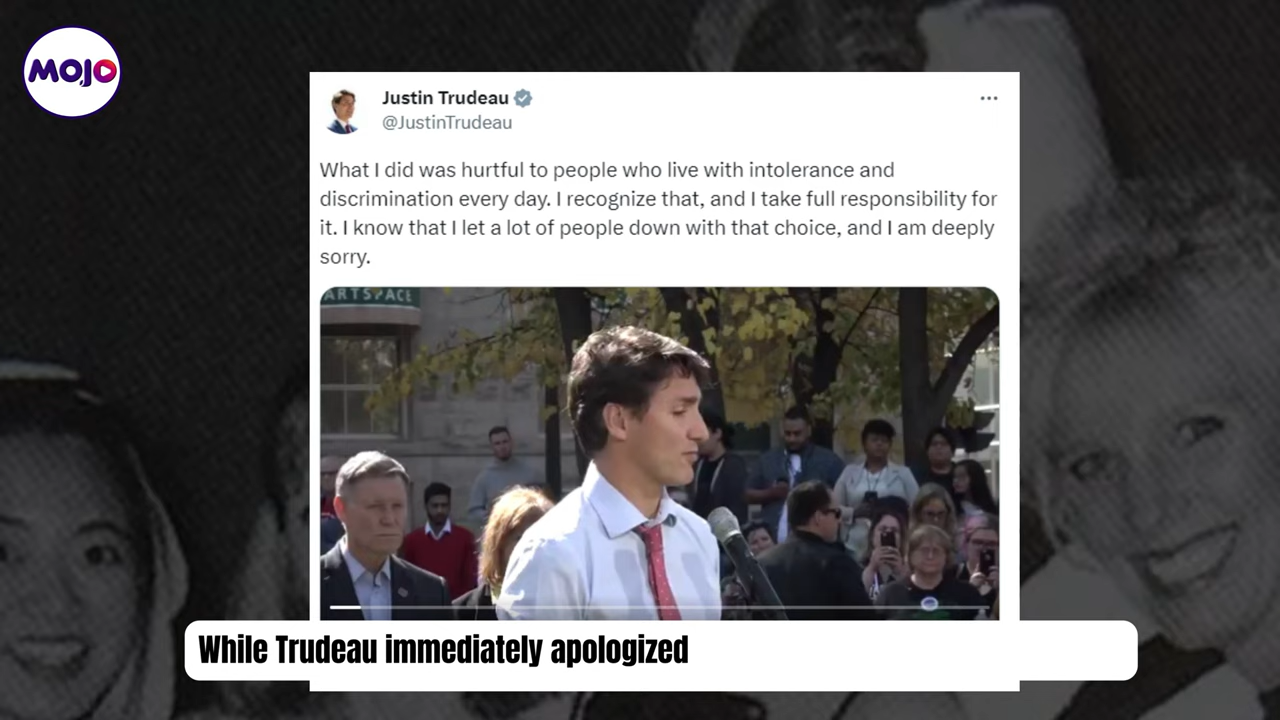 MOJO
Justin Trudeau
@JustinTrudeau
What I did was hurtful to people who live with intolerance and
discrimination every day. I recognize that, and I take full responsibility for
it. I know that I let a lot of people down with that choice, and I am deeply
sorry.
ARTSPACE
While Trudeau immediately apologized